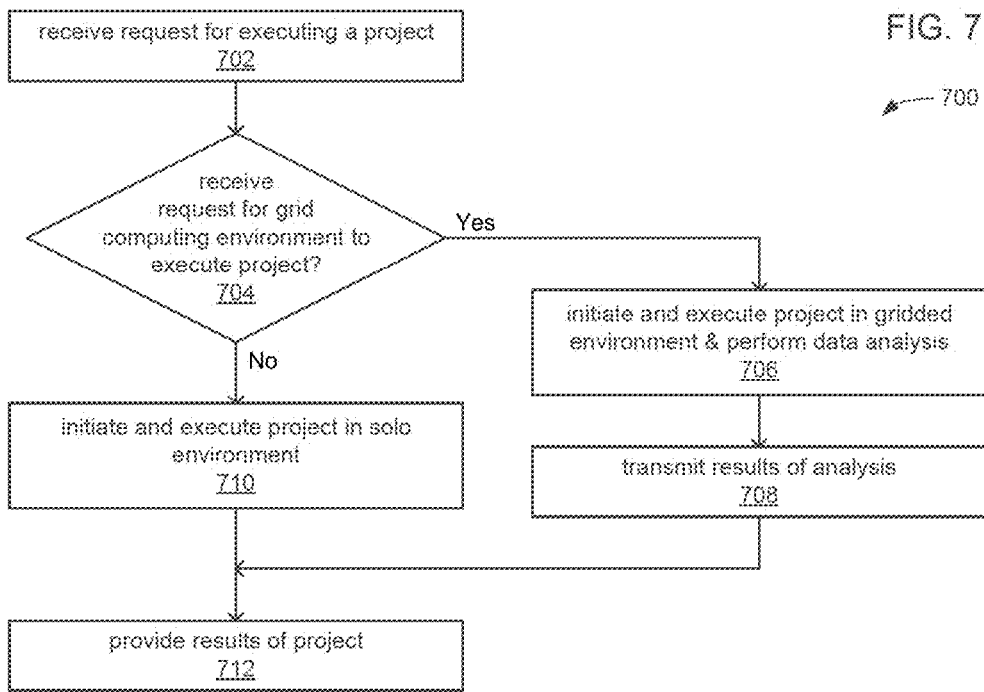 receive request for executing a project
702
FIG. 7
700
receive
request for grid
computing environment to
execute project?
704
Yes
initiate and execute project in gridded
environment & perform data analysis
706
No
initiate and execute project in solo
environment
710
transmit results of analysis
708
provide results of project
712